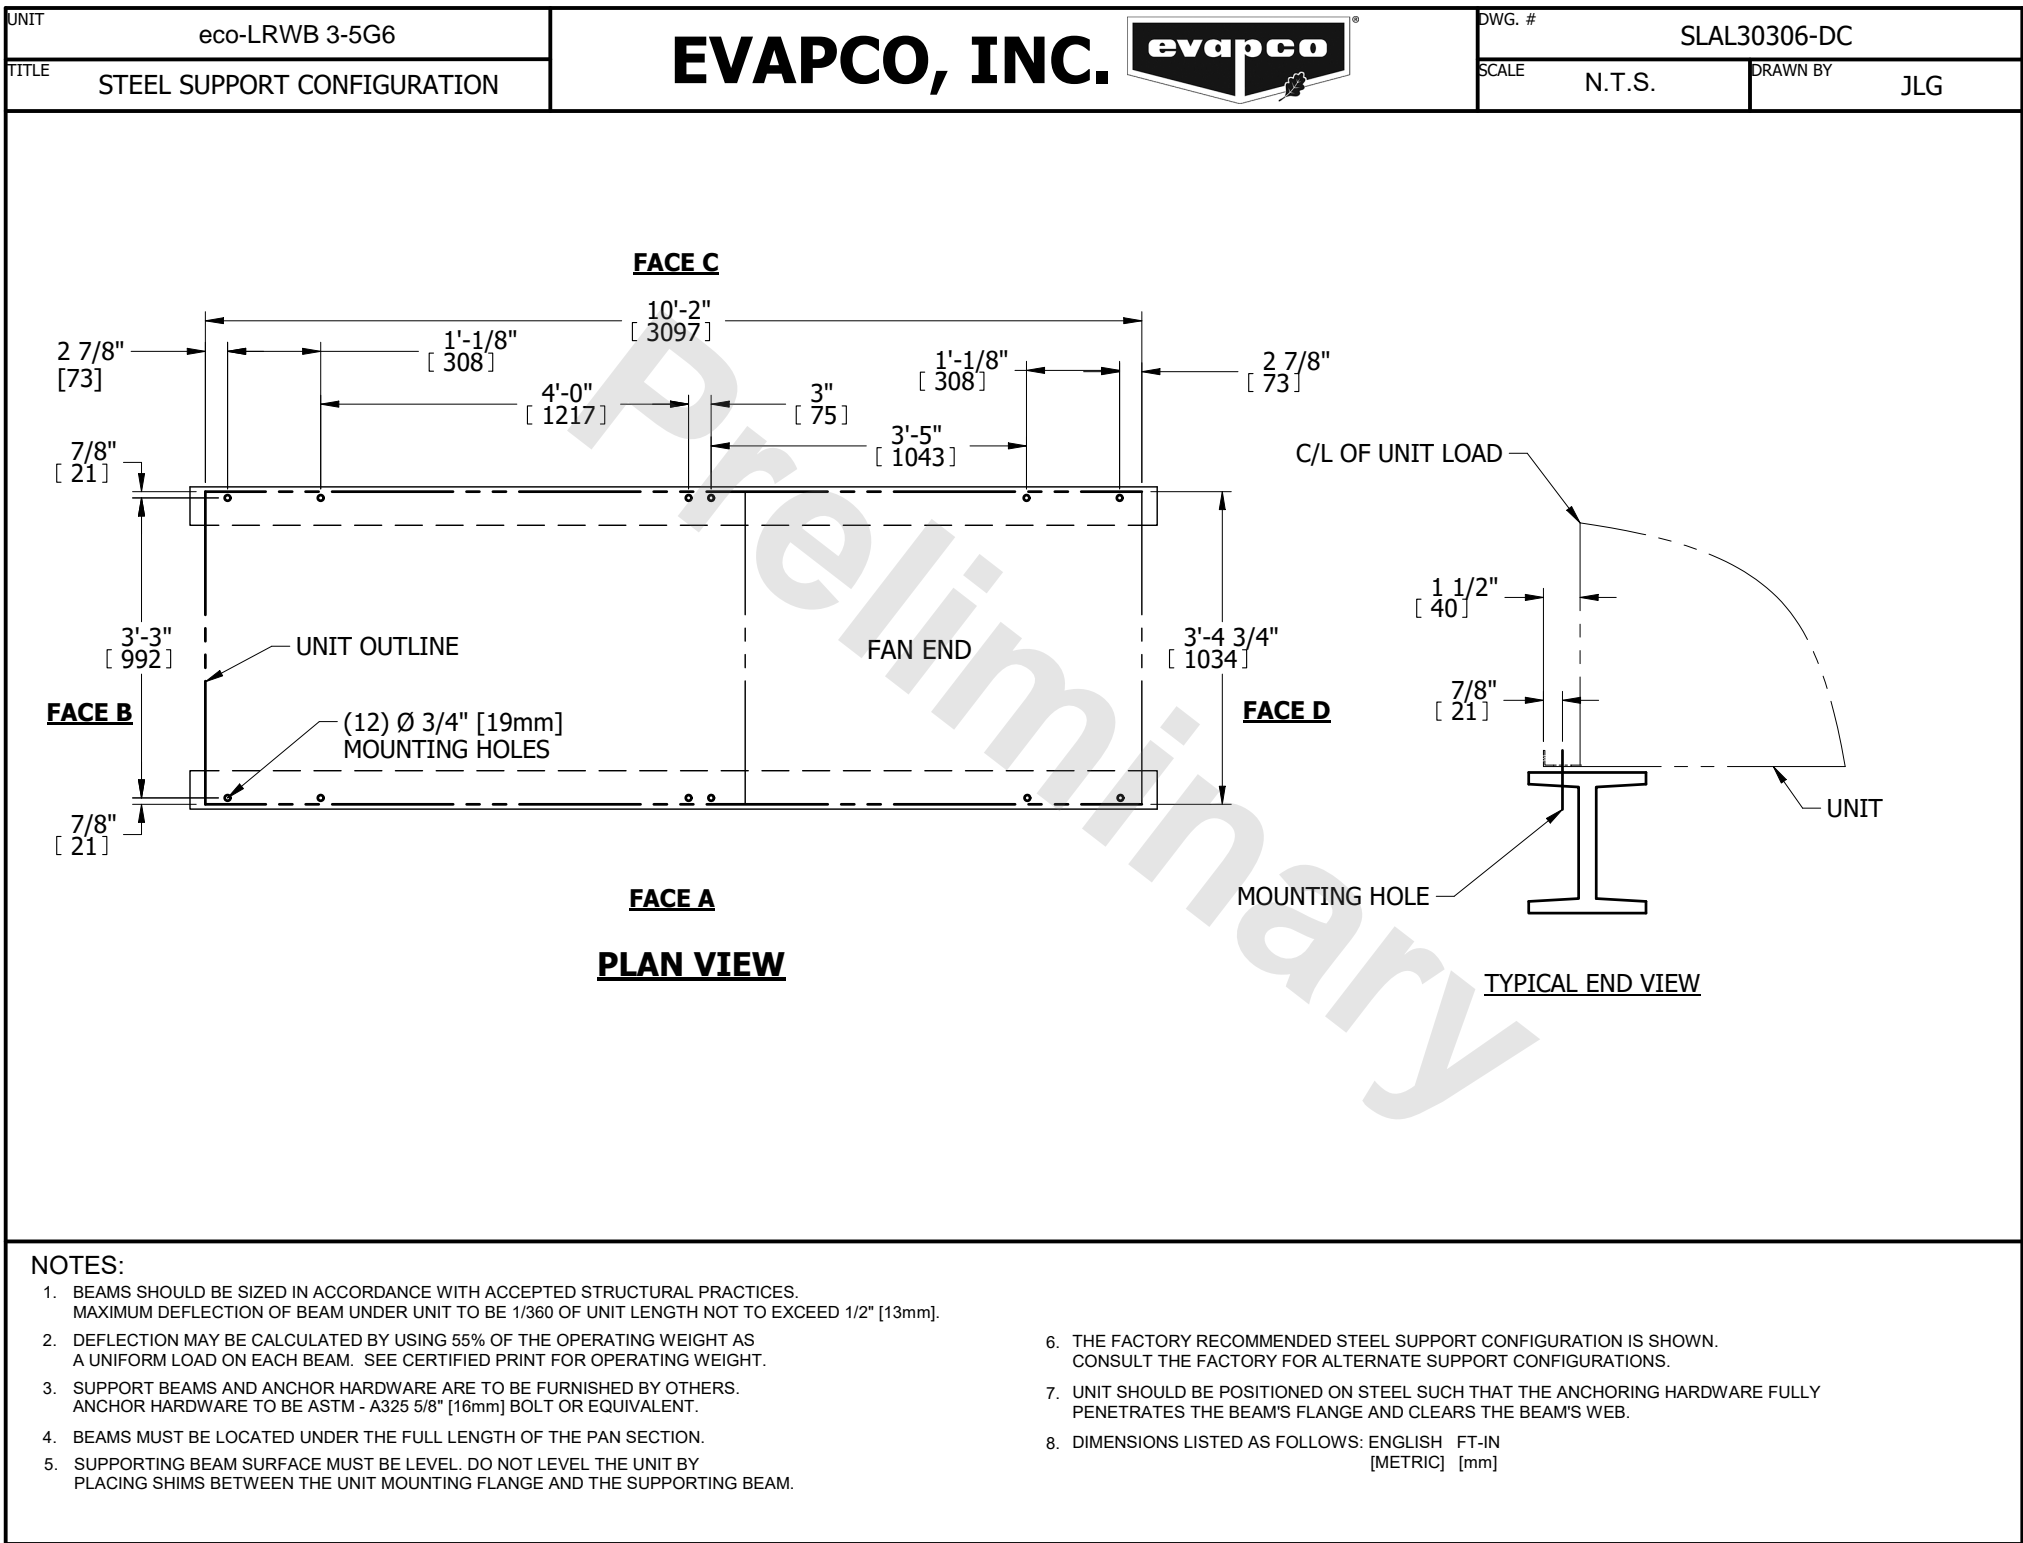 UNIT
eco-LRWB 3-5G6
TITLE
STEEL SUPPORT CONFIGURATION
EVAPCO, INC.
evapco
®
DWG. #
SLAL30306-DC
SCALE
N.T.S.
DRAWN BY
JLG
FACE C
10'-2"
[ 3097]
2 7/8"
[73]
1'-1/8"
[ 308]
1'-1/8"
[ 308]
2 7/8"
[ 73]
4'-0"
[ 1217]
3"
[ 75]
3'-5"
[ 1043]
7/8"
[ 21]
C/L OF UNIT LOAD
1 1/2"
[ 40]
3'-3"
[ 992]
UNIT OUTLINE
FAN END
3'-4 3/4"
[ 1034]
7/8"
[ 21]
FACE B
FACE D
(12) Ø 3/4" [19mm]
MOUNTING HOLES
7/8"
[ 21]
UNIT
MOUNTING HOLE
FACE A
PLAN VIEW
TYPICAL END VIEW
Preliminary
NOTES:
1. BEAMS SHOULD BE SIZED IN ACCORDANCE WITH ACCEPTED STRUCTURAL PRACTICES.
MAXIMUM DEFLECTION OF BEAM UNDER UNIT TO BE 1/360 OF UNIT LENGTH NOT TO EXCEED 1/2" [13mm].
2. DEFLECTION MAY BE CALCULATED BY USING 55% OF THE OPERATING WEIGHT AS
A UNIFORM LOAD ON EACH BEAM. SEE CERTIFIED PRINT FOR OPERATING WEIGHT.
3. SUPPORT BEAMS AND ANCHOR HARDWARE ARE TO BE FURNISHED BY OTHERS.
ANCHOR HARDWARE TO BE ASTM - A325 5/8" [16mm] BOLT OR EQUIVALENT.
4. BEAMS MUST BE LOCATED UNDER THE FULL LENGTH OF THE PAN SECTION.
5. SUPPORTING BEAM SURFACE MUST BE LEVEL. DO NOT LEVEL THE UNIT BY
PLACING SHIMS BETWEEN THE UNIT MOUNTING FLANGE AND THE SUPPORTING BEAM.
6. THE FACTORY RECOMMENDED STEEL SUPPORT CONFIGURATION IS SHOWN.
CONSULT THE FACTORY FOR ALTERNATE SUPPORT CONFIGURATIONS.
7. UNIT SHOULD BE POSITIONED ON STEEL SUCH THAT THE ANCHORING HARDWARE FULLY
PENETRATES THE BEAM'S FLANGE AND CLEARS THE BEAM'S WEB.
8. DIMENSIONS LISTED AS FOLLOWS: ENGLISH FT-IN
[METRIC] [mm]